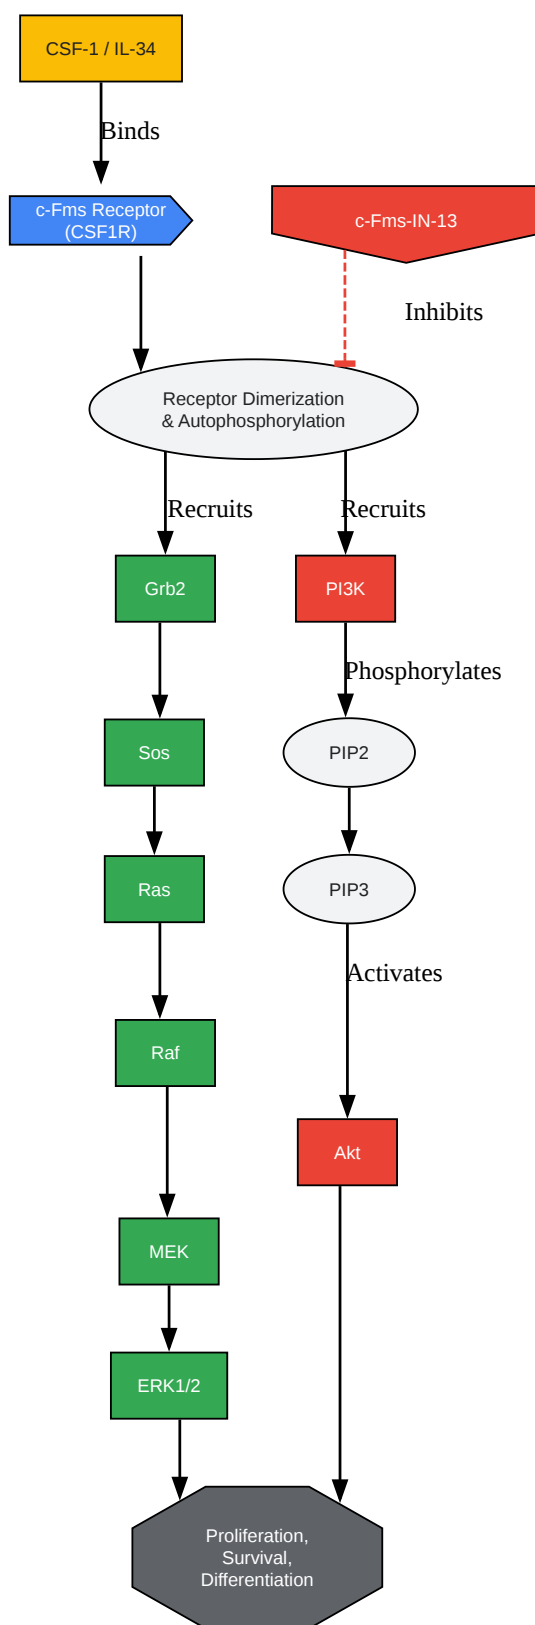 CSF-1 / IL-34
Binds
c-Fms Receptor
(CSF1R)
c-Fms-IN-13
Inhibits
Receptor Dimerization
& Autophosphorylation
Recruits
Recruits
Grb2
PI3K
Phosphorylates
Sos
PIP2
Ras
PIP3
Activates
Raf
Akt
MEK
ERK1/2
Proliferation,
Survival,
Differentiation